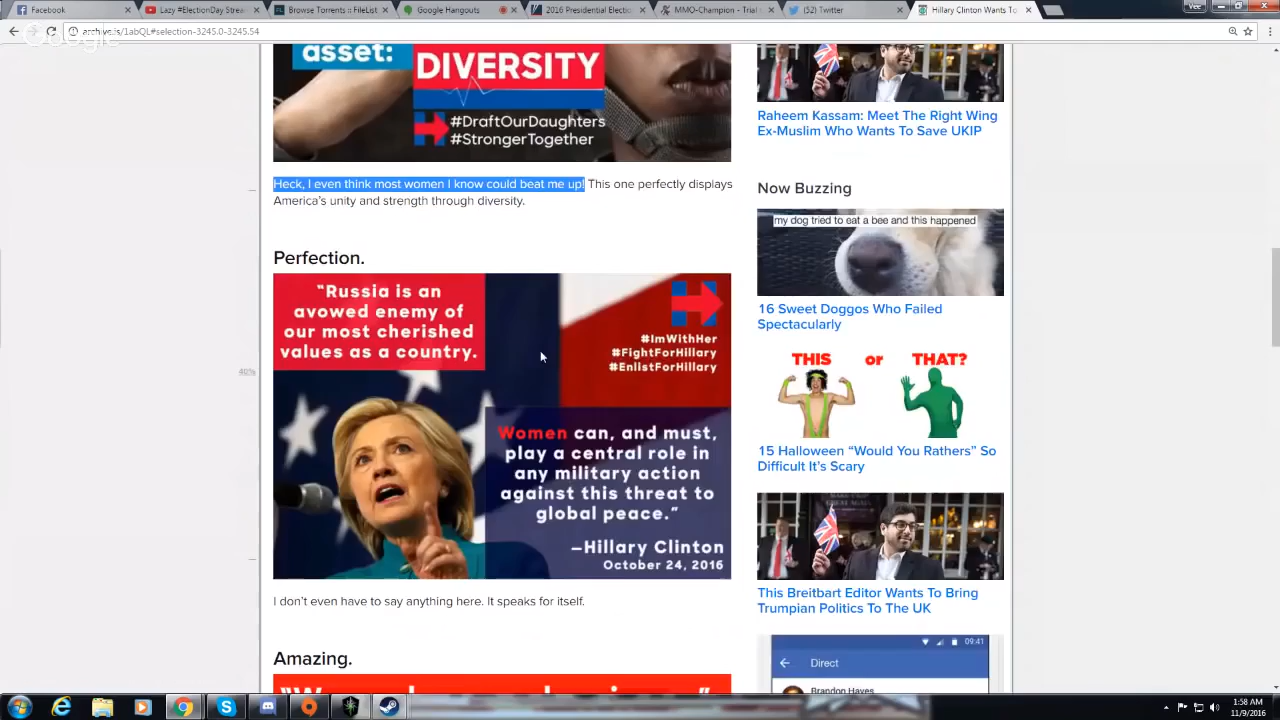 Facebook
Lazy #ElectionDay Stream
Browse Torrents :: FileList
Google Hangouts
2016 Presidential Electio
MMO-Champion - World o
(52) Twitter
Hillary Clinton Wants To
archive.is/1abQL#selection-3245.0-3245.54
Google
asset:
DIVERSITY
#DraftOurDaughters
#StrongerTogether
Heck, I even think most women I know could beat me up! This one perfectly displays
America's unity and strength through diversity.
Perfection.
"Russia is an
avowed enemy of
our most cherished
values as a country.
#ImWithHer
#FightForHillary
#EnlistForHillary
Women can, and must,
play a central role in
any military action
against this threat to
global peace."
–Hillary Clinton
October 24, 2016
I don't even have to say anything here. It speaks for itself.
Amazing.
40%
Raheem Kassam: Meet The Right Wing
Ex-Muslim Who Wants To Save UKIP
Now Buzzing
my dog tried to eat a bee and this happened
16 Sweet Doggos Who Failed
Spectacularly
THIS or THAT?
15 Halloween "Would You Rathers" So
Difficult It's Scary
This Breitbart Editor Wants To Bring
Trumpian Politics To The UK
09:41
Direct
Brandon Hayes
1:58 AM
11/9/2016